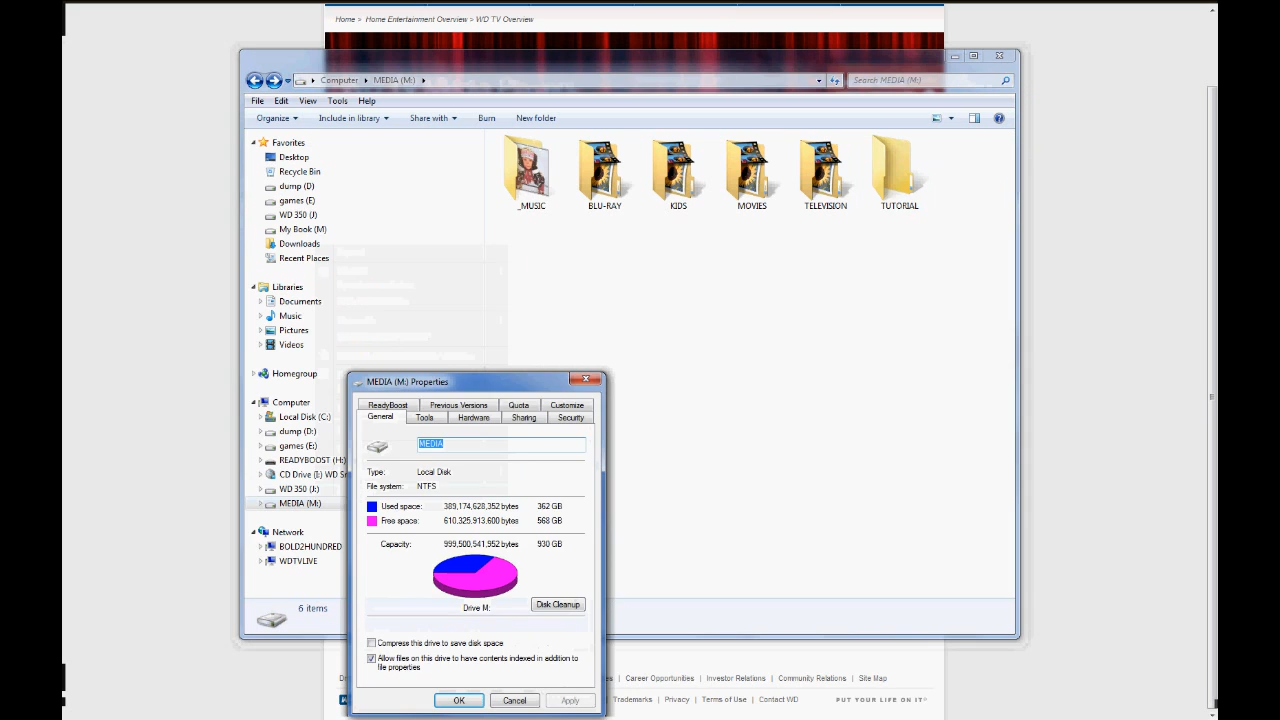 Home > Home Entertainment Overview > WD TV Overview
Computer MEDIA (M:)
Search MEDIA (M:)
File Edit View Tools Help
Organize Include in library Share with Burn New folder
Favorites
Desktop
Recycle Bin
dump (D)
games (E)
WD 350 (J)
My Book (M)
Downloads
Recent Places
Libraries
Documents
Music
Pictures
Videos
Homegroup
Computer
Local Disk (C:)
dump (D:)
games (E:)
READYBOOST (H:)
CD Drive (I:) WD
WD 350 (J:)
MEDIA (M:)
Network
BOLD2HUNDRED
WDTVLIVE
6 items
_MUSIC BLU-RAY KIDS MOVIES TELEVISION TUTORIAL
MEDIA (M:) Properties
ReadyBoost Previous Versions Quota Customize
General Tools Hardware Sharing Security
MEDIA
Type: Local Disk
File system: NTFS
Used space: 389,174,628,352 bytes 362 GB
Free space: 610,325,913,600 bytes 568 GB
Capacity: 999,500,541,952 bytes 930 GB
Drive M: Disk Cleanup
Compress this drive to save disk space
Allow files on this drive to have contents indexed in addition to
file properties
OK Cancel Apply
Career Opportunities | Investor Relations | Community Relations | Site Map
Trademarks | Privacy | Terms of Use | Contact WD
PUT YOUR LIFE ON IT®